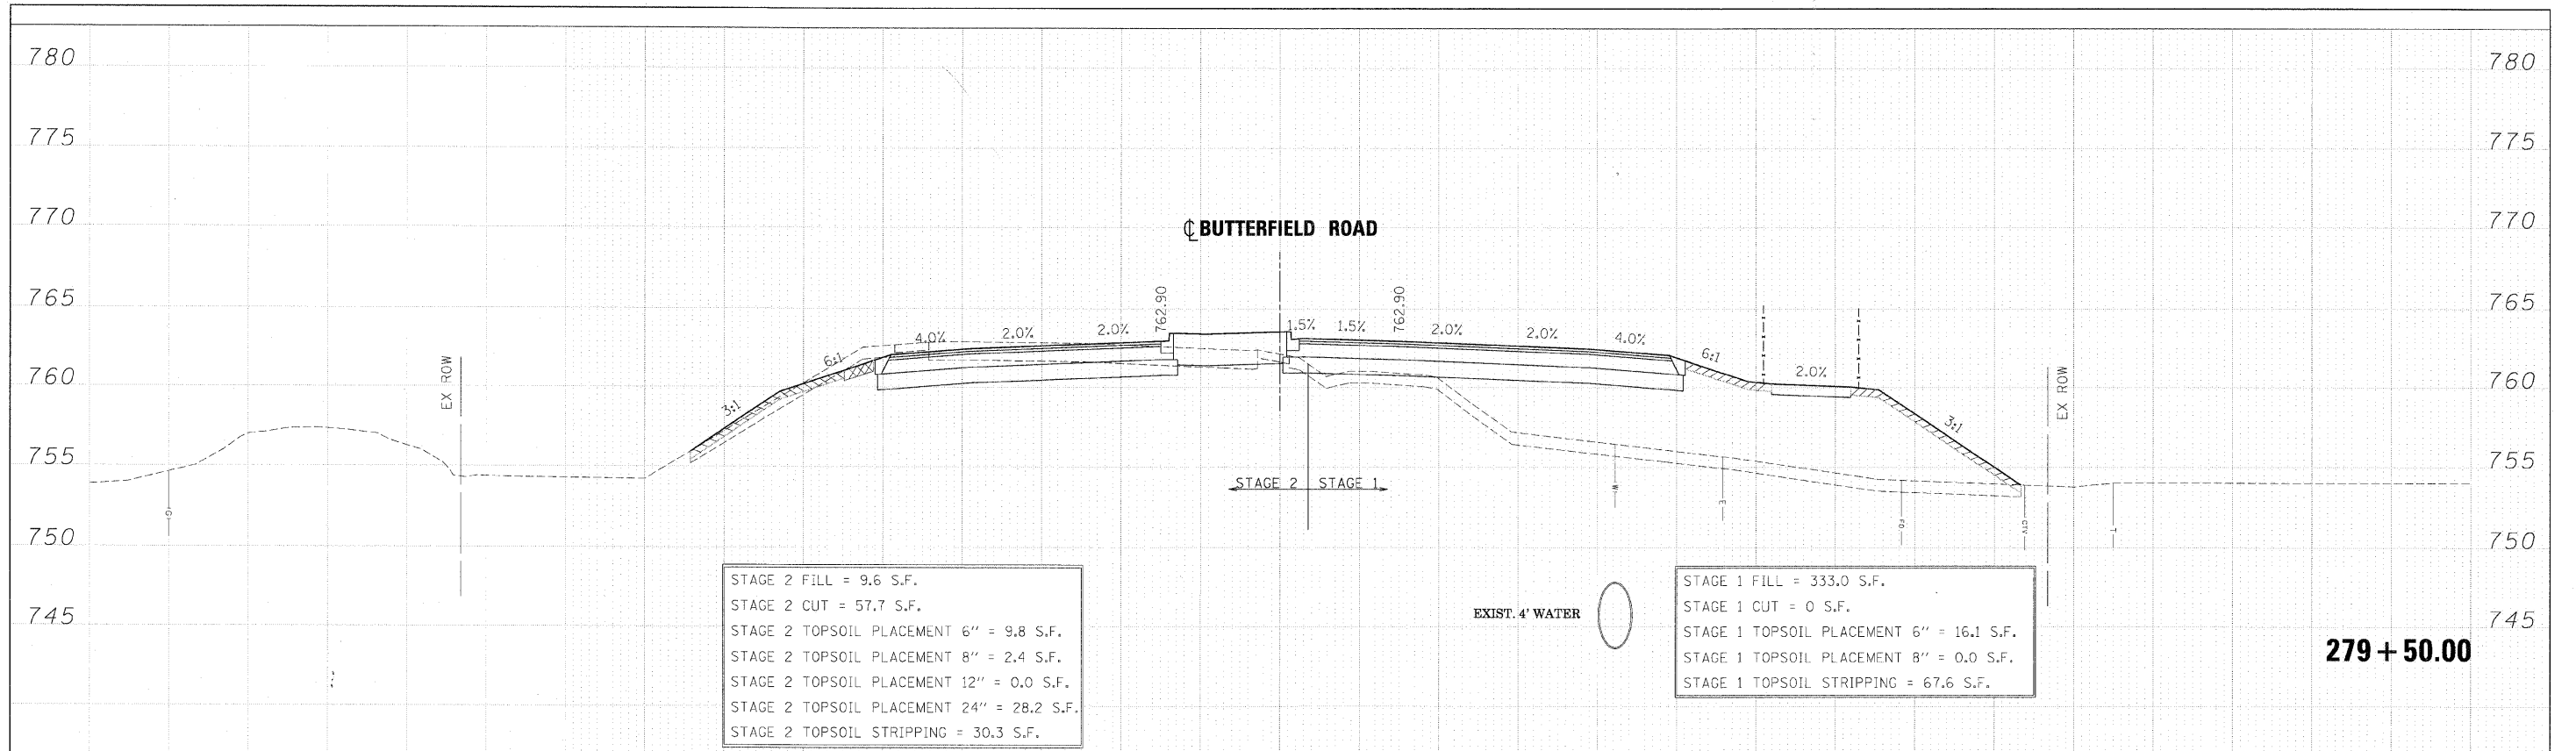 780
780
775
775
770
770
℄ BUTTERFIELD ROAD
765
765
762.90
762.90
4.0%
2.0%
2.0%
1.5%
1.5%
2.0%
2.0%
4.0%
6:1
6:1
2.0%
760
760
EX ROW
EX ROW
3:1
3:1
755
755
STAGE 2
STAGE 1
G
W
E
FO
CTV
T
750
750
STAGE 2 FILL = 9.6 S.F.
STAGE 2 CUT = 57.7 S.F.
STAGE 2 TOPSOIL PLACEMENT 6" = 9.8 S.F.
STAGE 2 TOPSOIL PLACEMENT 8" = 2.4 S.F.
STAGE 2 TOPSOIL PLACEMENT 12" = 0.0 S.F.
STAGE 2 TOPSOIL PLACEMENT 24" = 28.2 S.F.
STAGE 2 TOPSOIL STRIPPING = 30.3 S.F.
EXIST. 4' WATER
STAGE 1 FILL = 333.0 S.F.
STAGE 1 CUT = 0 S.F.
STAGE 1 TOPSOIL PLACEMENT 6" = 16.1 S.F.
STAGE 1 TOPSOIL PLACEMENT 8" = 0.0 S.F.
STAGE 1 TOPSOIL STRIPPING = 67.6 S.F.
745
745
279+50.00